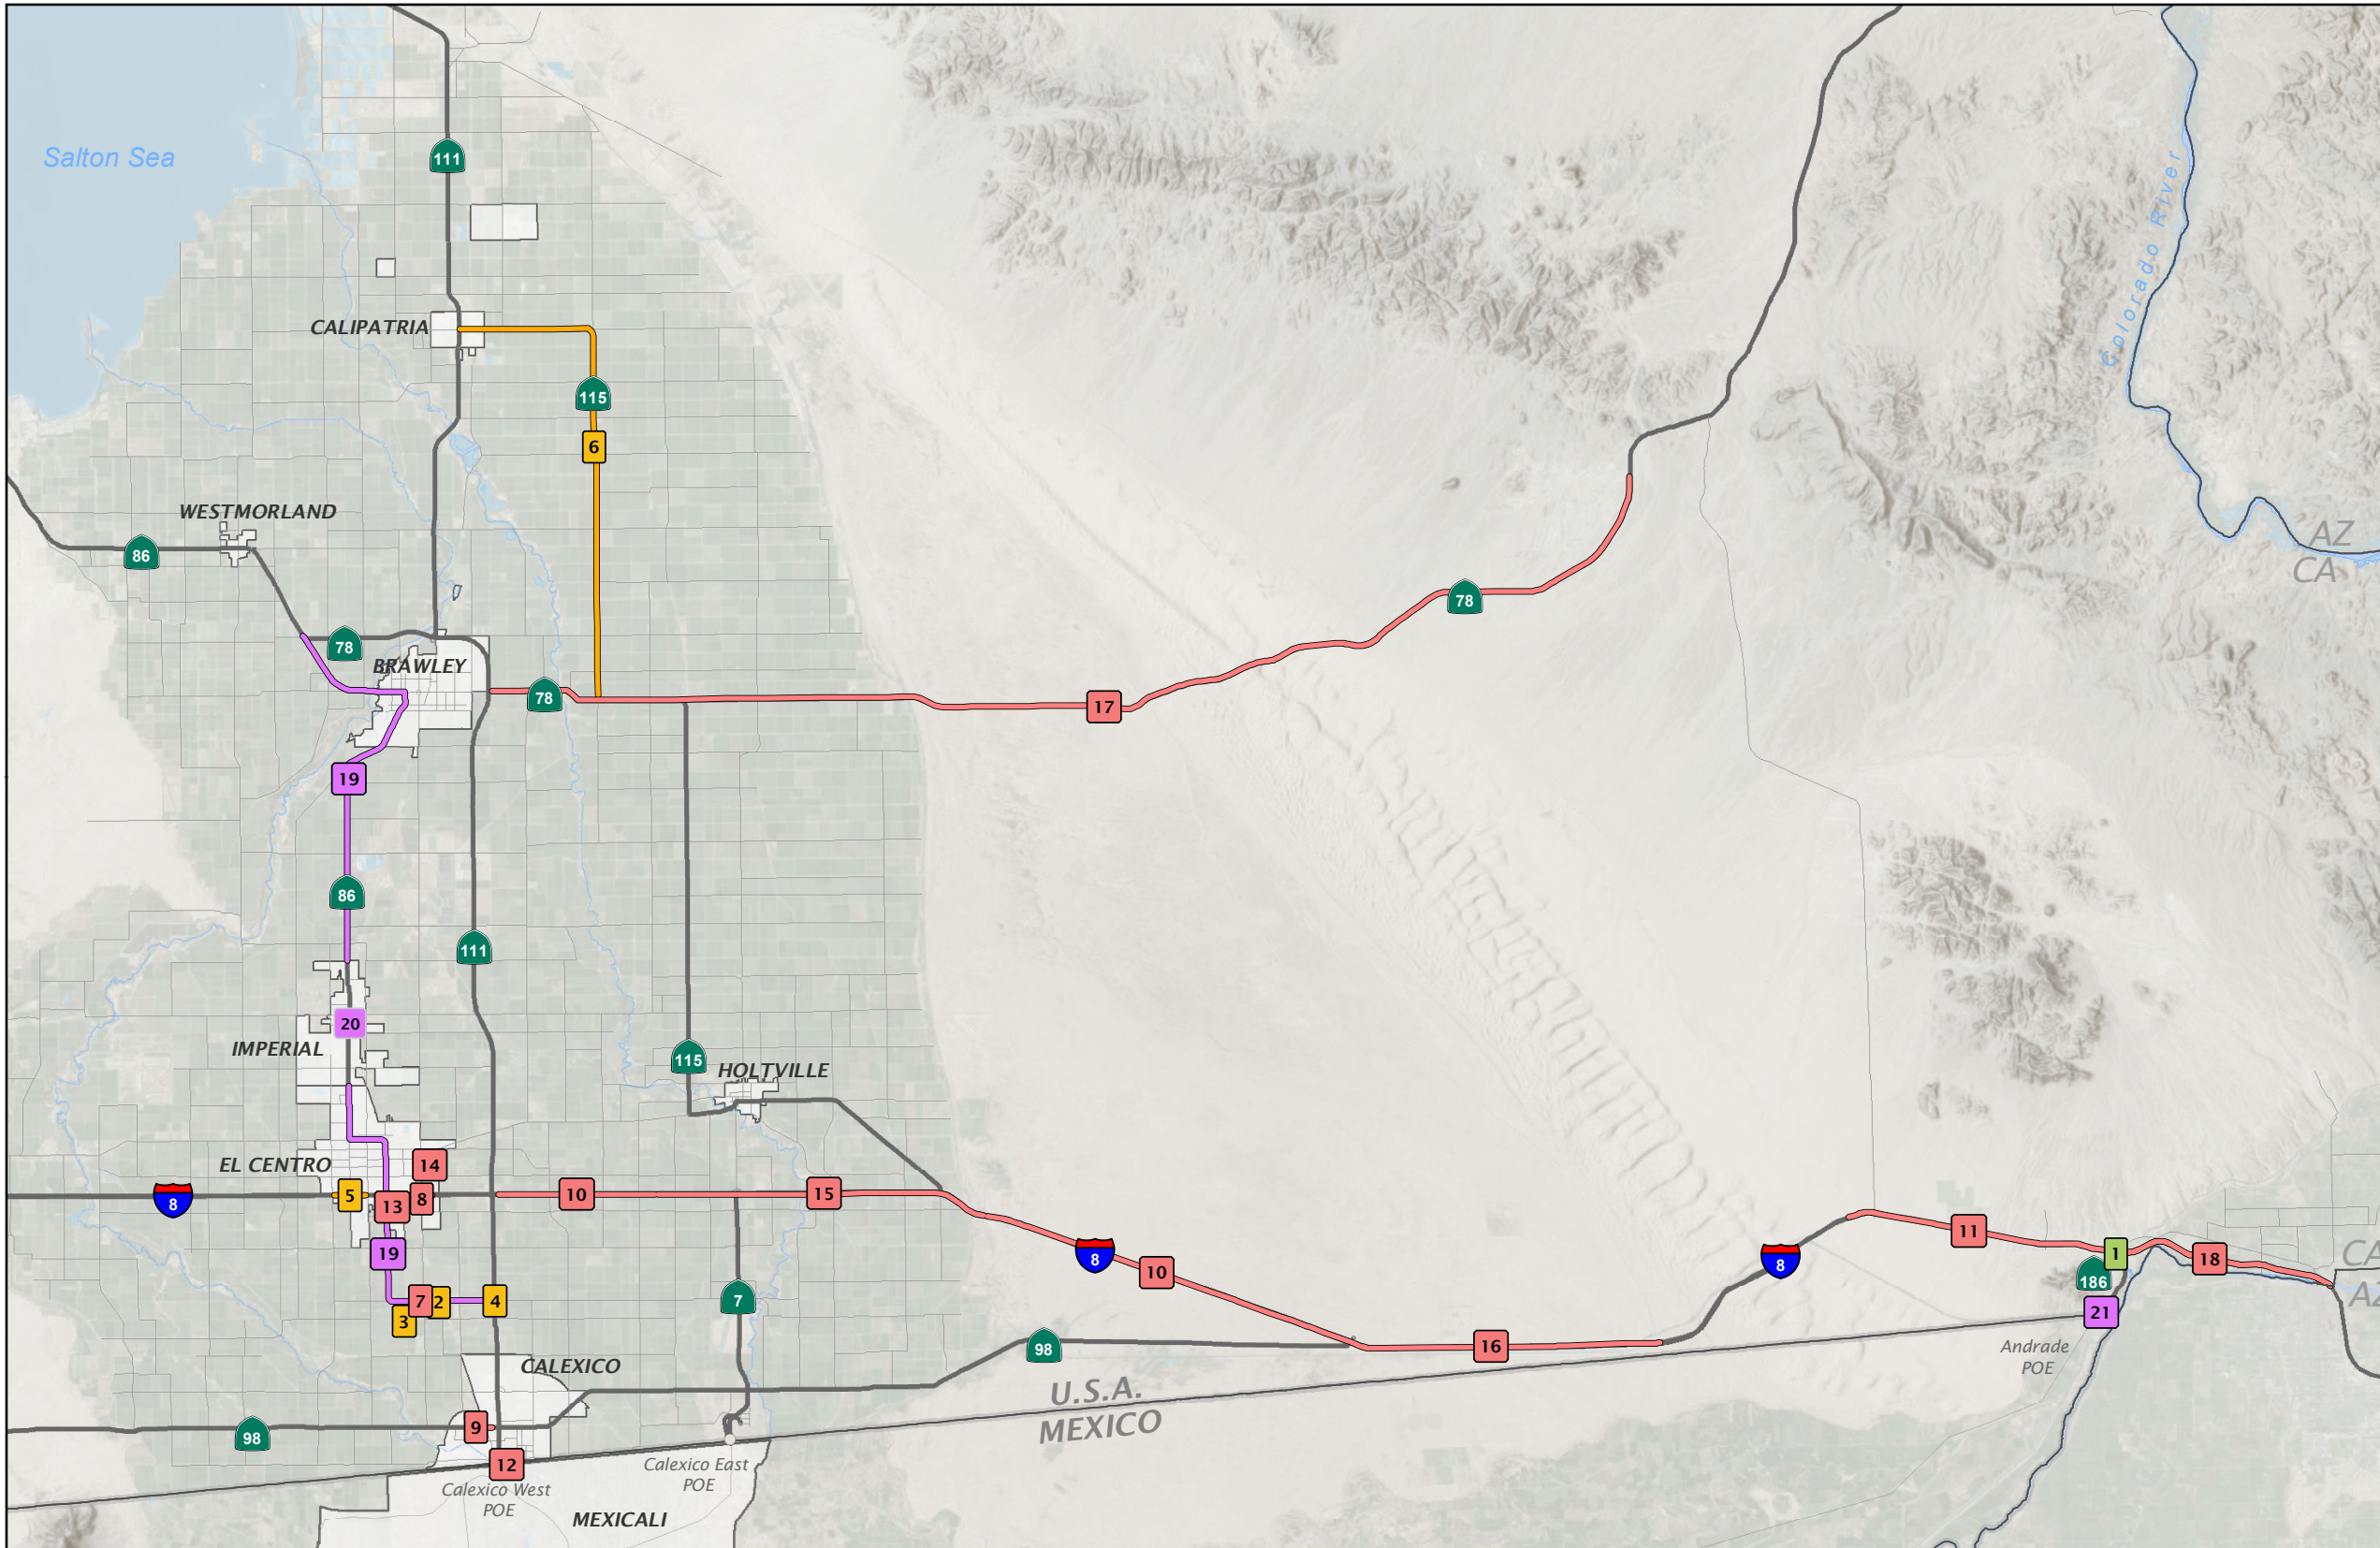 Salton Sea
111
Colorado River
CALIPATRIA
115
6
WESTMORLAND
86
AZ
CA
78
78
BRAWLEY
78
17
19
86
111
20
IMPERIAL
115
HOLTVILLE
EL CENTRO
14
8
5
13
8
10
15
19
8
10
8
11
1
18
CA
AZ
186
21
7
2
4
3
7
98
16
Andrade
POE
CALEXICO
U.S.A.
MEXICO
98
9
12
Calexico West
POE
Calexico East
POE
MEXICALI